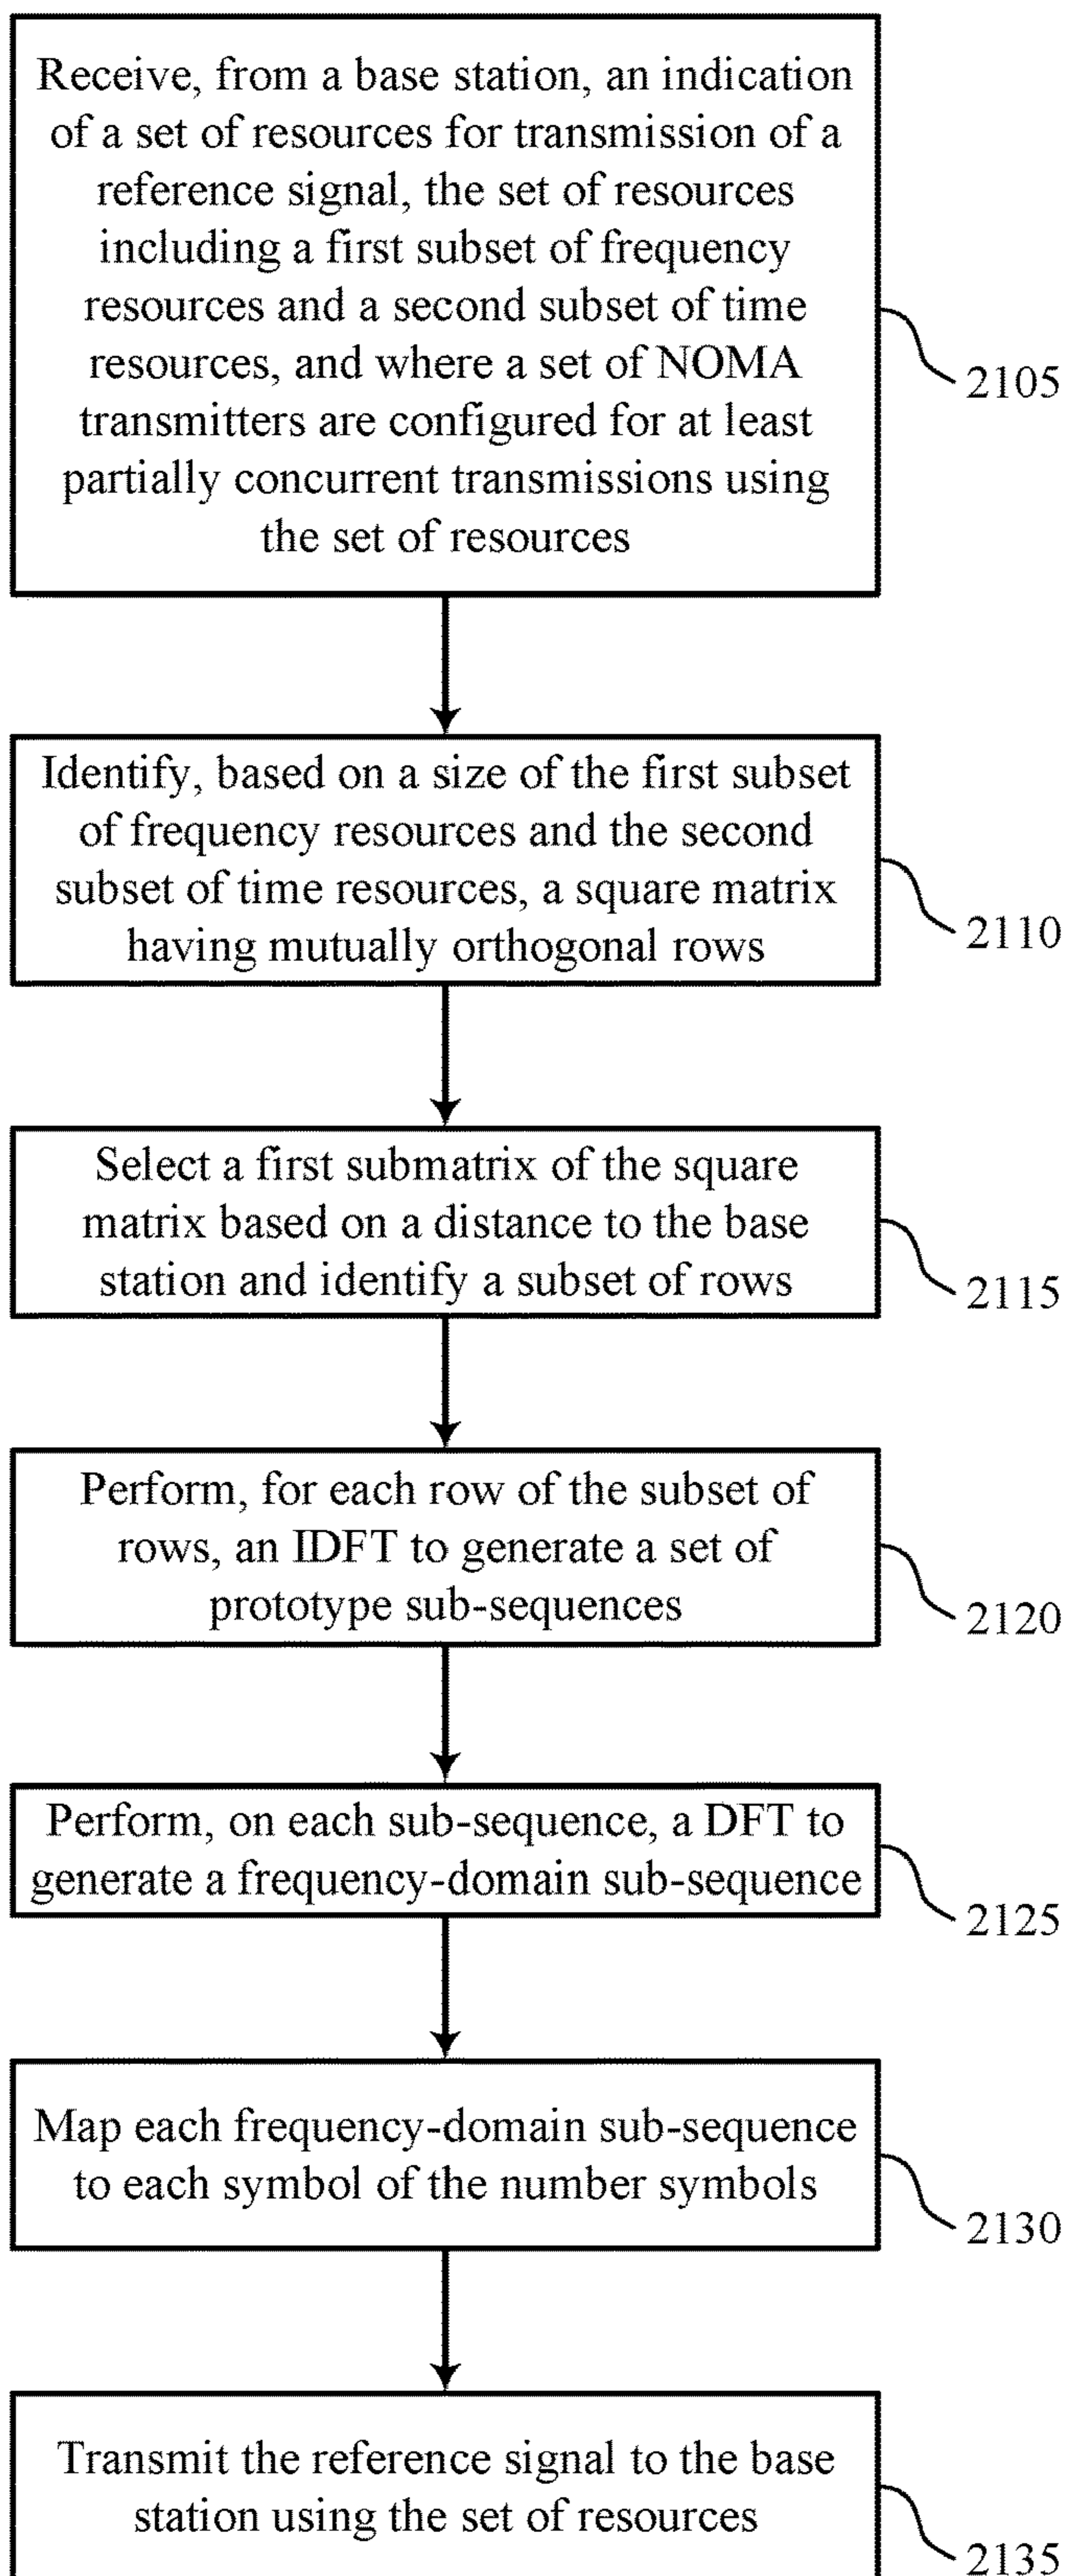 Receive, from a base station, an indication
of a set of resources for transmission of a
reference signal, the set of resources
including a first subset of frequency
resources and a second subset of time
resources, and where a set of NOMA
transmitters are configured for at least
partially concurrent transmissions using
the set of resources
2105
Identify, based on a size of the first subset
of frequency resources and the second
subset of time resources, a square matrix
having mutually orthogonal rows
2110
Select a first submatrix of the square
matrix based on a distance to the base
station and identify a subset of rows
2115
Perform, for each row of the subset of
rows, an IDFT to generate a set of
prototype sub-sequences
2120
Perform, on each sub-sequence, a DFT to
generate a frequency-domain sub-sequence
2125
Map each frequency-domain sub-sequence
to each symbol of the number symbols
2130
Transmit the reference signal to the base
station using the set of resources
2135